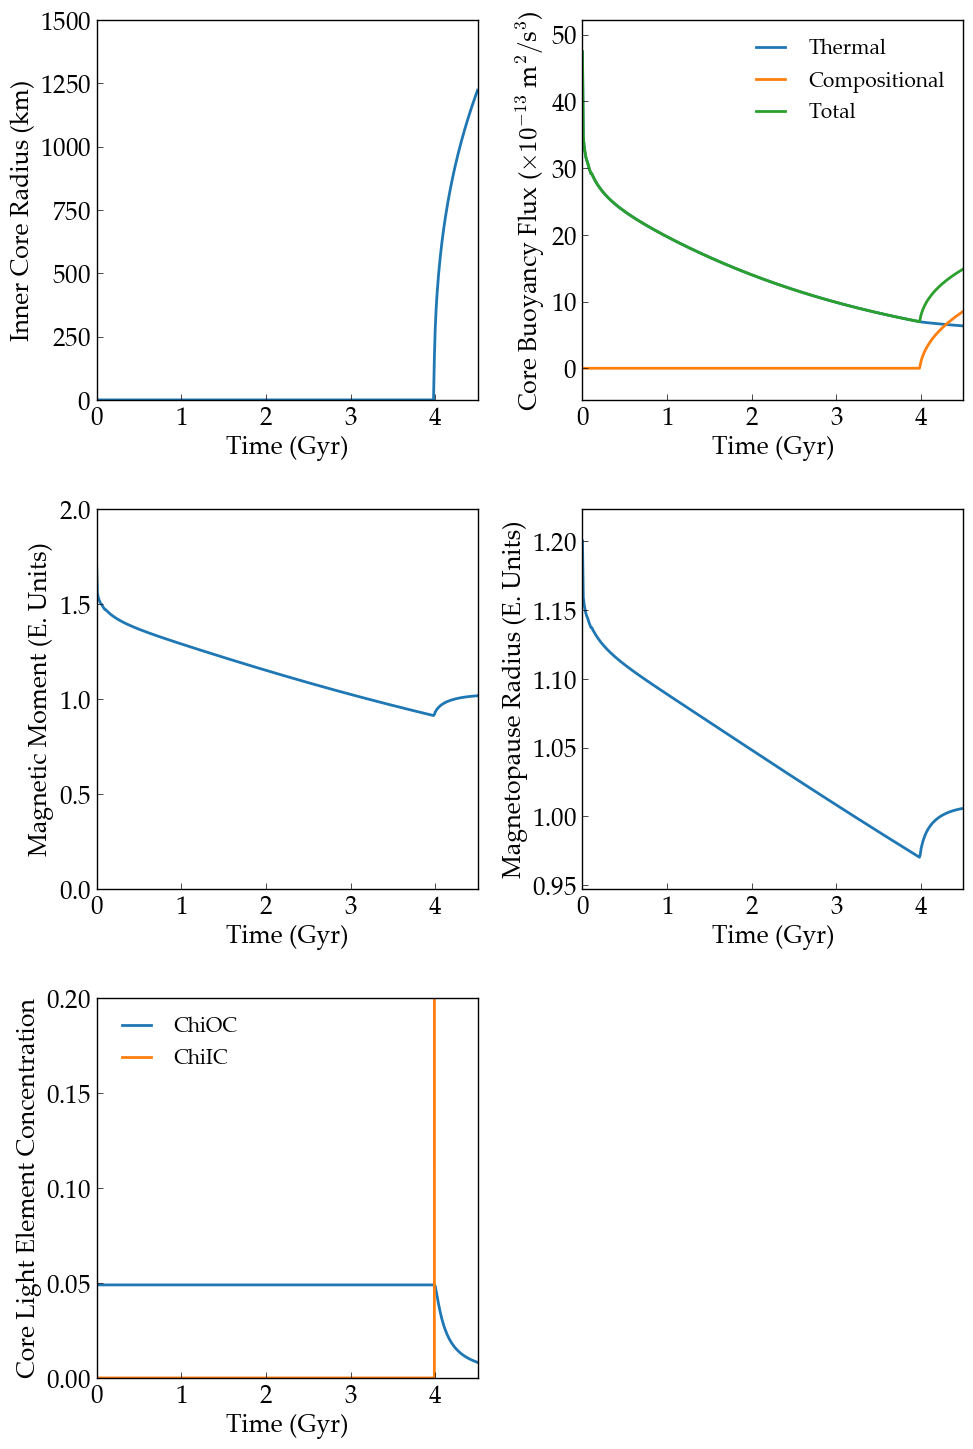 Inner Core Radius (km)
1500
1250
1000
750
500
250
0
0 1 2 3 4
Time (Gyr)
Core Buoyancy Flux (×10⁻¹³ m²/s³)
50
40
30
20
10
0
Thermal
Compositional
Total
0 1 2 3 4
Time (Gyr)
Magnetic Moment (E. Units)
2.0
1.5
1.0
0.5
0.0
0 1 2 3 4
Time (Gyr)
Magnetopause Radius (E. Units)
1.20
1.15
1.10
1.05
1.00
0.95
0 1 2 3 4
Time (Gyr)
Core Light Element Concentration
0.20
0.15
0.10
0.05
0.00
ChiOC
ChiIC
0 1 2 3 4
Time (Gyr)